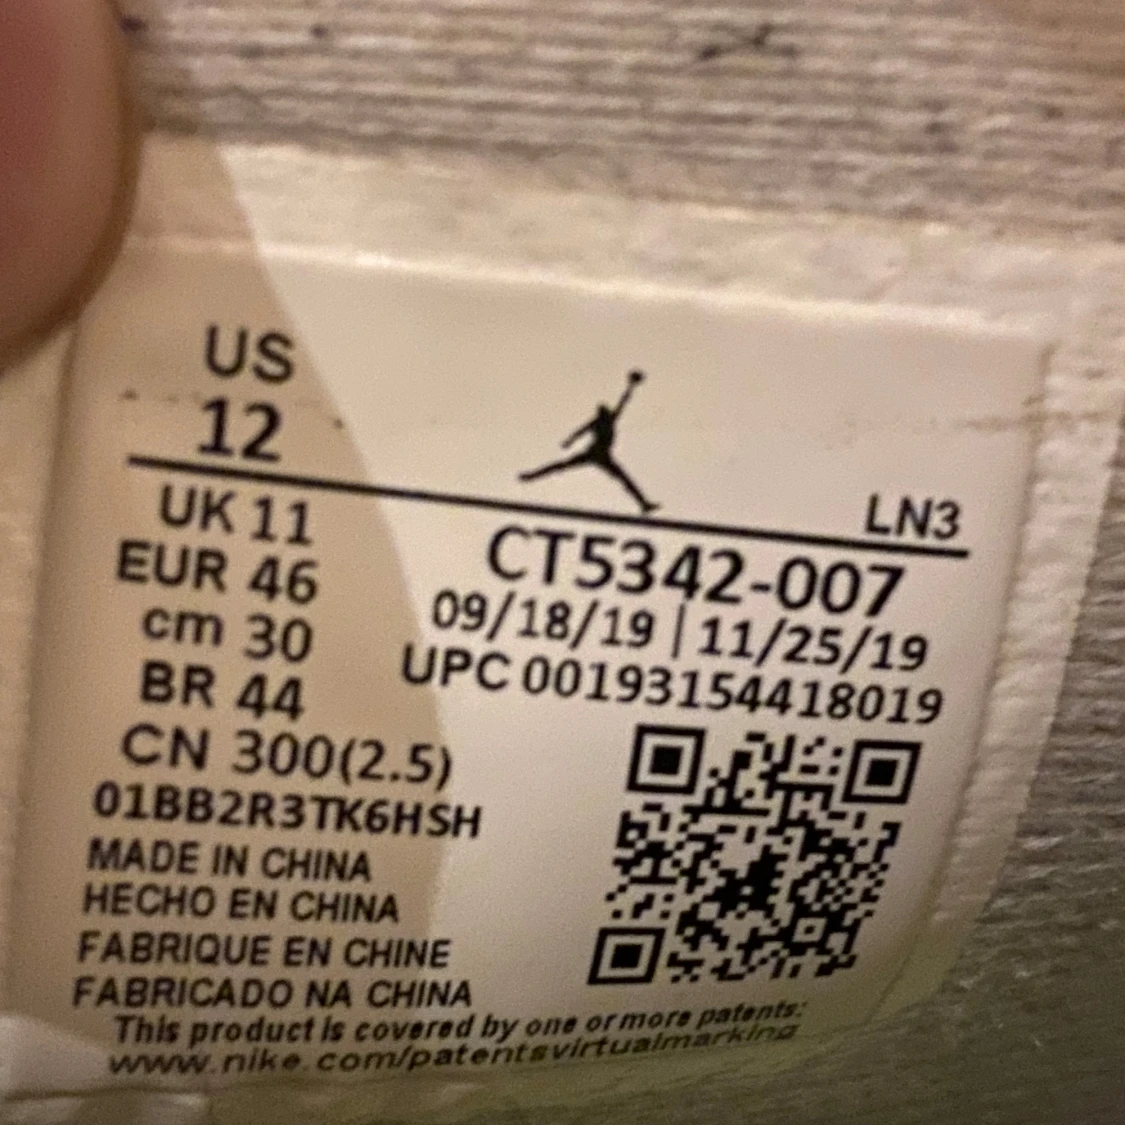 US
12
LN3
UK 11
EUR 46
cm 30
BR 44
CN 300(2.5)
CT5342-007
09/18/19 | 11/25/19
UPC 00193154418019
01BB2R3TK6HSH
MADE IN CHINA
HECHO EN CHINA
FABRIQUE EN CHINE
FABRICADO NA CHINA
This product is covered by one or more patents:
www.nike.com/patentsvirtualmarking